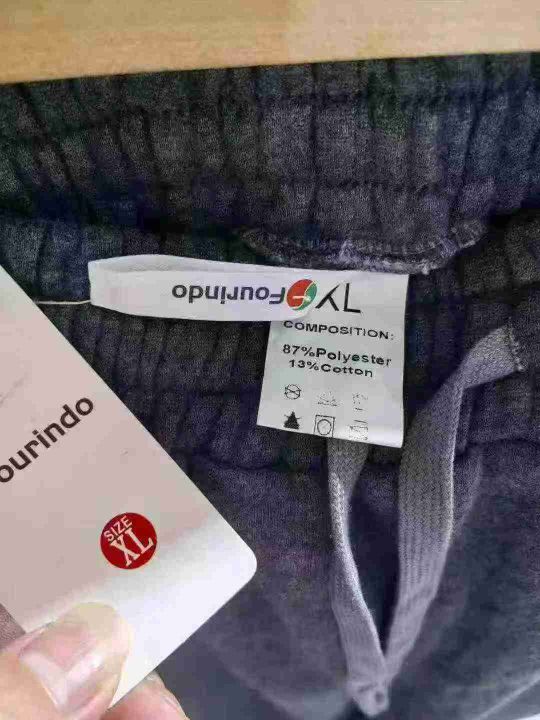 Fourindo
XL
COMPOSITION:
87%Polyester
13%Cotton
ourindo
SIZE
XL